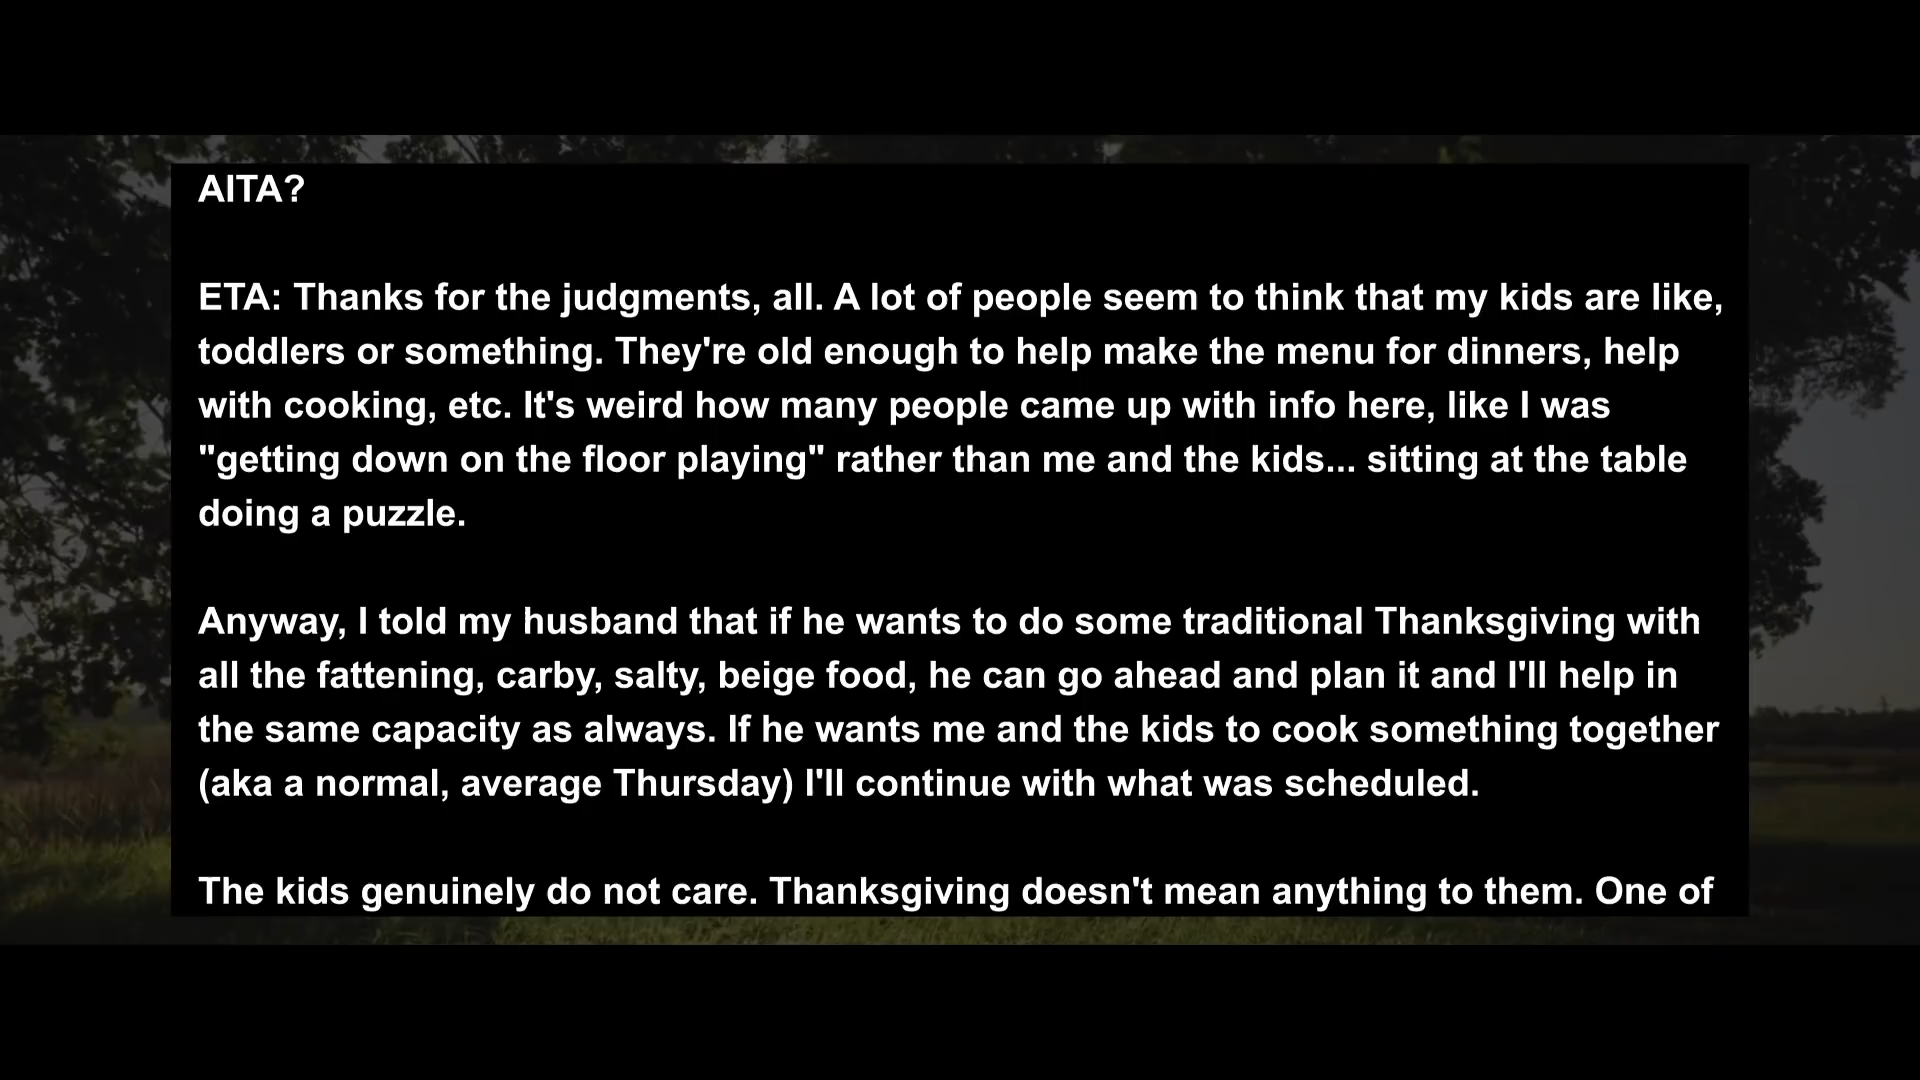 AITA?
ETA: Thanks for the judgments, all. A lot of people seem to think that my kids are like,
toddlers or something. They're old enough to help make the menu for dinners, help
with cooking, etc. It's weird how many people came up with info here, like I was
"getting down on the floor playing" rather than me and the kids... sitting at the table
doing a puzzle.
Anyway, I told my husband that if he wants to do some traditional Thanksgiving with
all the fattening, carby, salty, beige food, he can go ahead and plan it and I'll help in
the same capacity as always. If he wants me and the kids to cook something together
(aka a normal, average Thursday) I'll continue with what was scheduled.
The kids genuinely do not care. Thanksgiving doesn't mean anything to them. One of